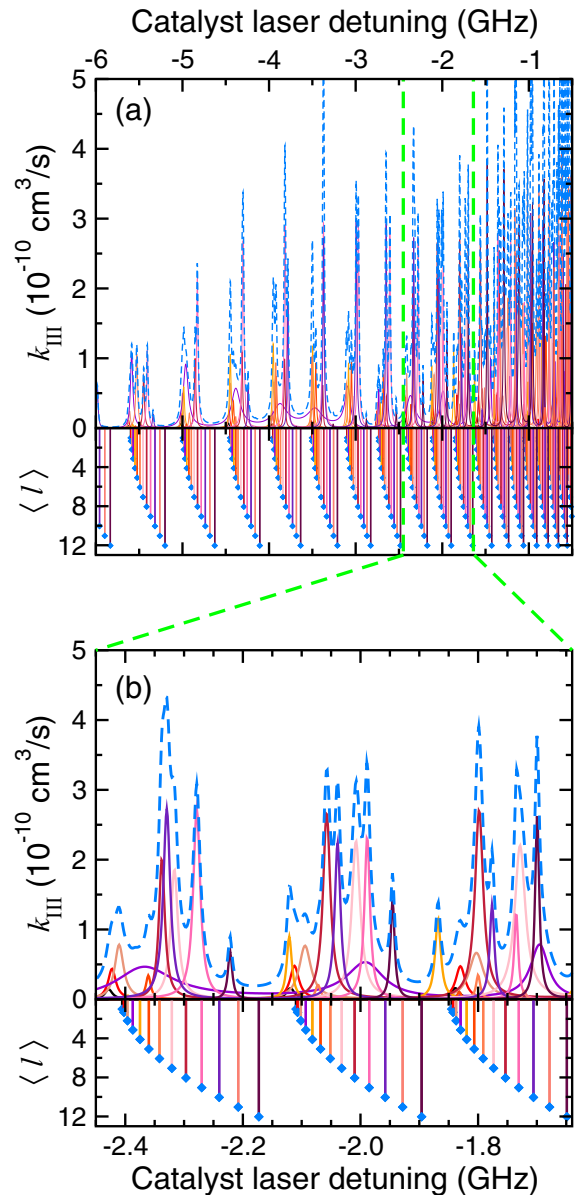 Catalyst laser detuning (GHz)
-6 -5 -4 -3 -2 -1
(a)
5
4
3
2
1
0
k_III (10^-10 cm^3/s)
4
8
12
⟨ l ⟩
(b)
5
4
3
2
1
0
k_III (10^-10 cm^3/s)
4
8
12
⟨ l ⟩
-2.4 -2.2 -2.0 -1.8
Catalyst laser detuning (GHz)